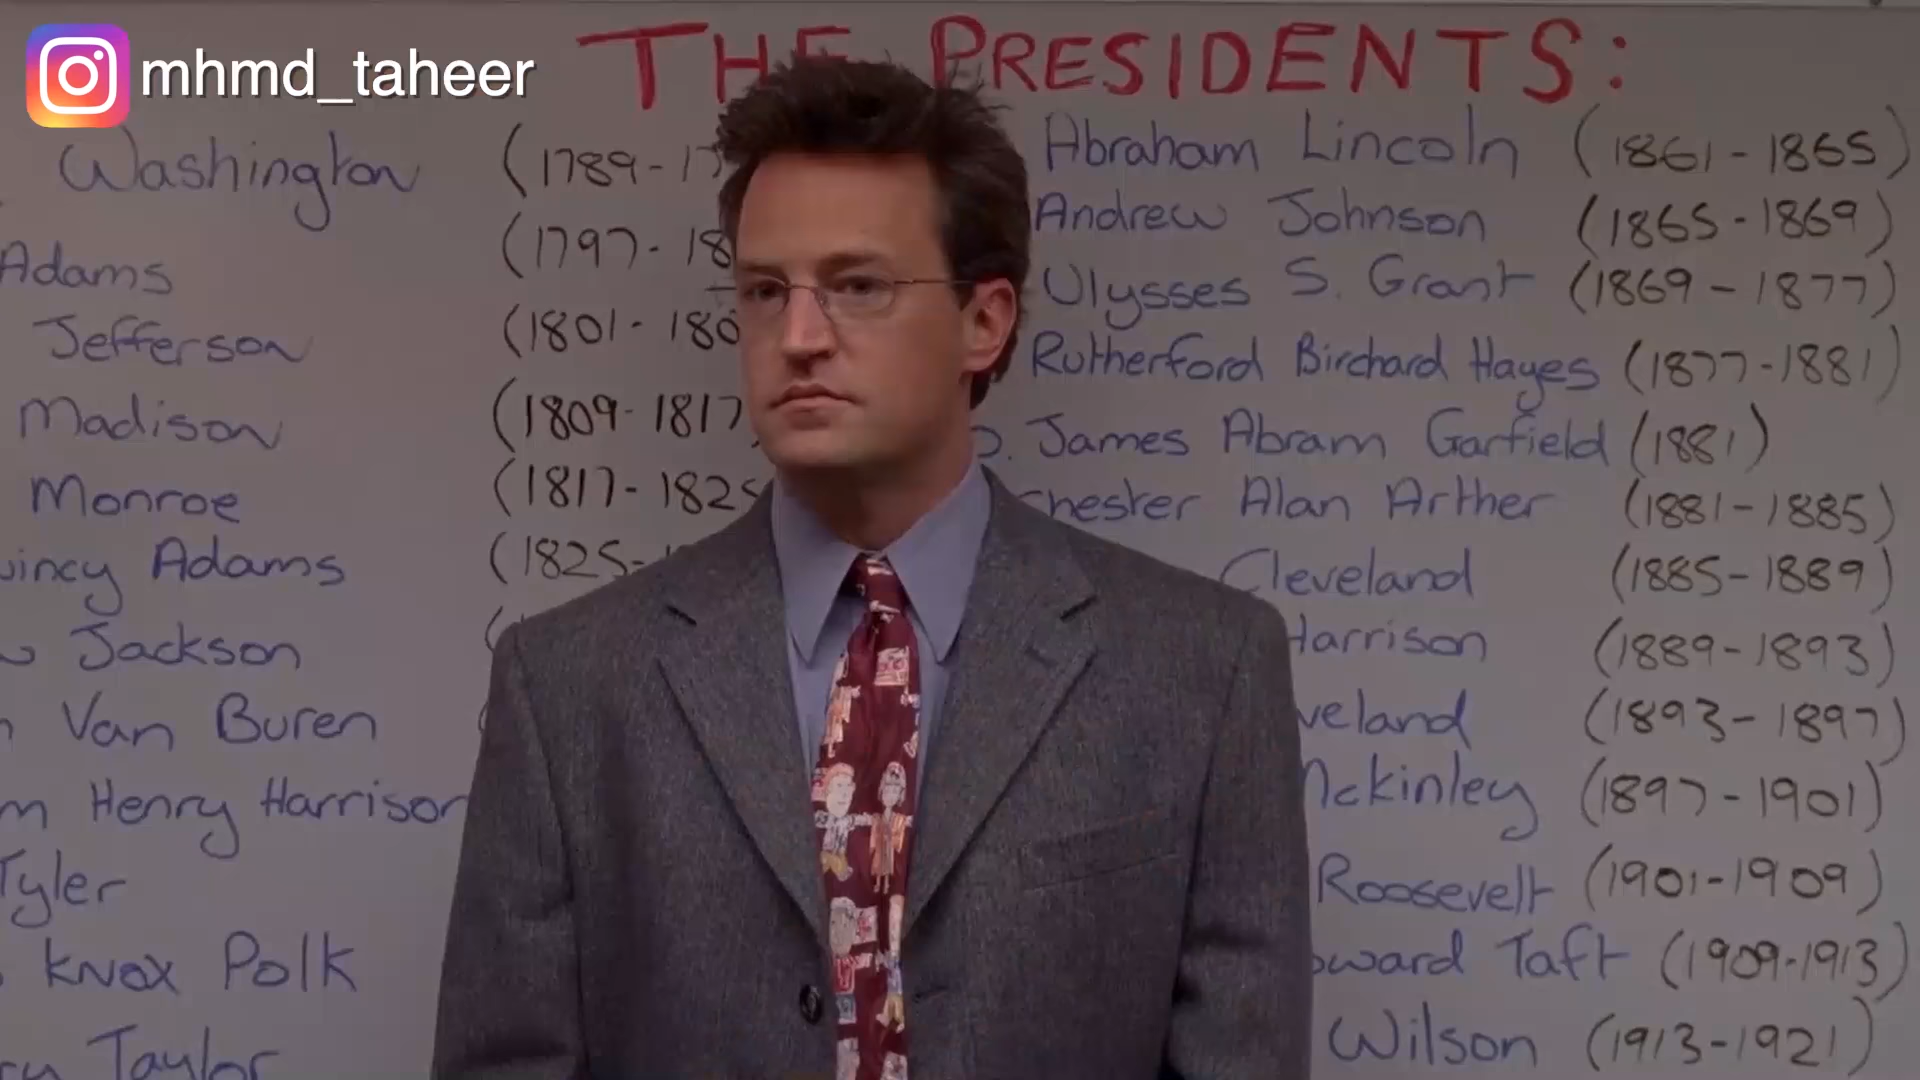 mhmd_taheer
THE PRESIDENTS:
Washington (1789-17
Adams (1797-18
Jefferson (1801-180
Madison (1809-1817
Monroe (1817-182
uincy Adams (1825-
Jackson
Van Buren
Henry Harrison
Tyler
Knox Polk
Taylor
Abraham Lincoln (1861-1865)
Andrew Johnson (1865-1869)
Ulysses S. Grant (1869-1877)
Rutherford Birchard Hayes (1877-1881)
James Abram Garfield (1881)
Chester Alan Arther (1881-1885)
Cleveland (1885-1889)
Harrison (1889-1893)
veland (1893-1897)
Mckinley (1897-1901)
Roosevelt (1901-1909)
oward Taft (1909-1913)
Wilson (1913-1921)